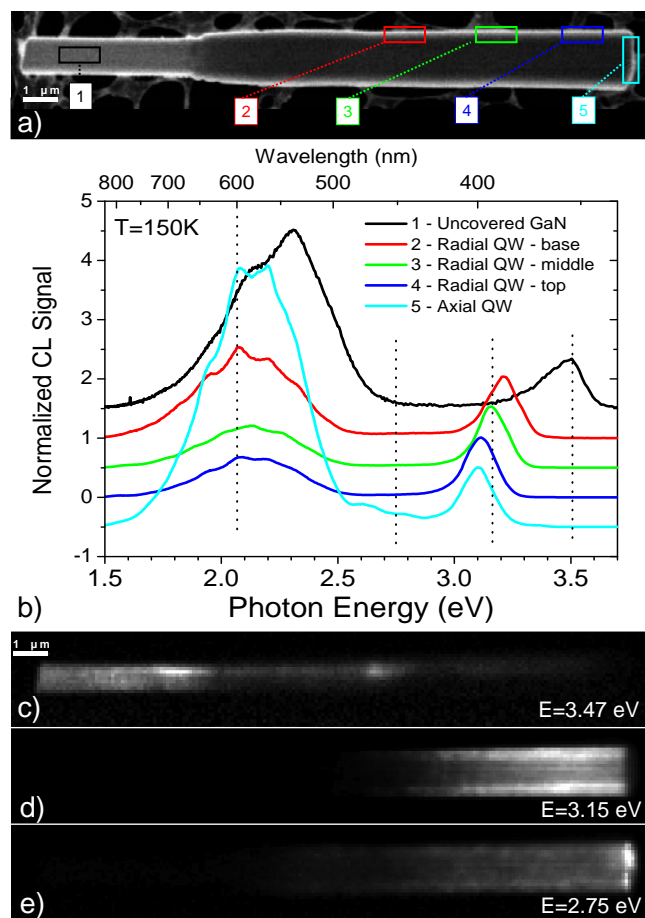 1 μm
1
2
3
4
5
a)
Wavelength (nm)
800 700 600 500 400
T=150K
1 - Uncovered GaN
2 - Radial QW - base
3 - Radial QW - middle
4 - Radial QW - top
5 - Axial QW
Normalized CL Signal
5
4
3
2
1
0
-1
1.5 2.0 2.5 3.0 3.5
b)
Photon Energy (eV)
1 μm
c)
E=3.47 eV
d)
E=3.15 eV
e)
E=2.75 eV